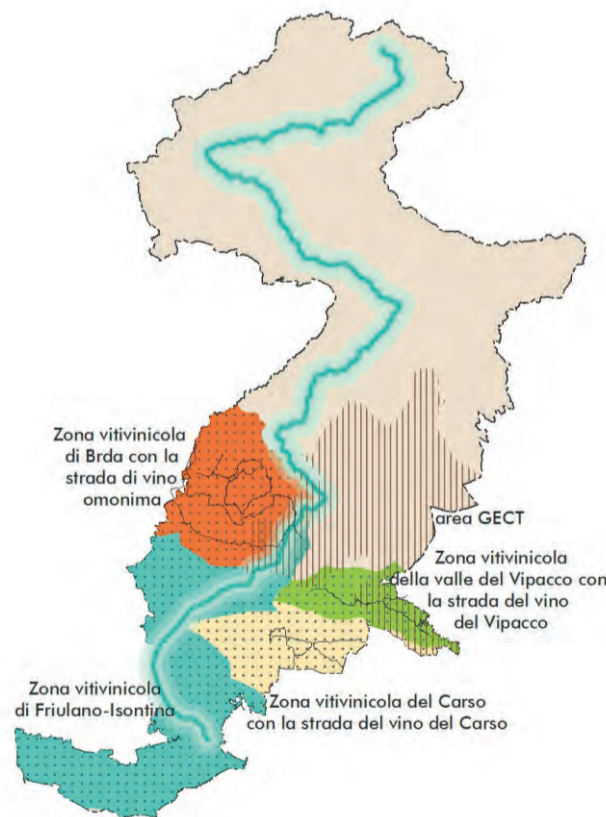 Zona vitivinicola
di Brda con la
strada di vino
omonima
area GECT
Zona vitivinicola
della valle del Vipacco con
la strada del vino
del Vipacco
Zona vitivinicola
di Friulano-Isontina
Zona vitivinicola del Carso
con la strada del vino del Carso